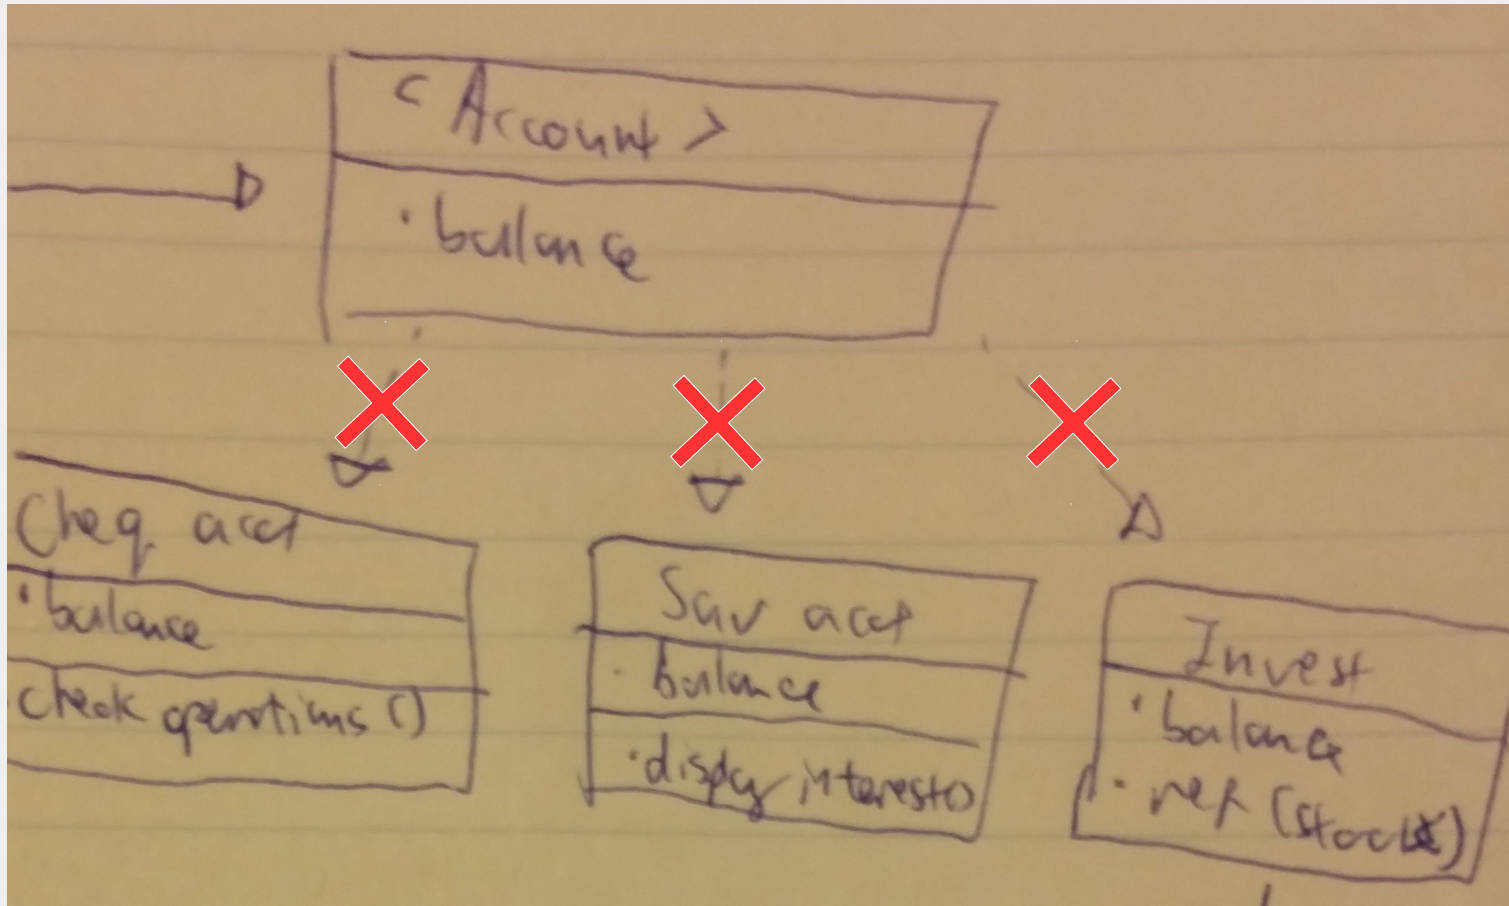 < Account >
· balance
Cheq acct
· balance
check operations ()
Sav acct
· balance
· display interest()
Invest
· balance
· ref (stocks)